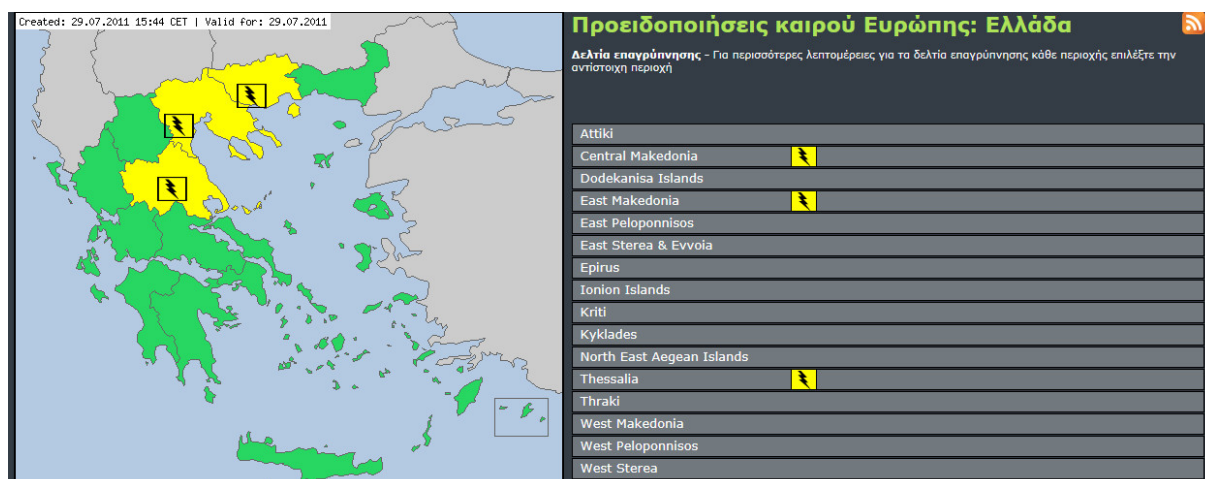 Created: 29.07.2011 15:44 CET | Valid for: 29.07.2011
Προειδοποιήσεις καιρού Ευρώπης: Ελλάδα
Δελτία επαγρύπνησης - Για περισσότερες λεπτομέρειες για τα δελτία επαγρύπνησης κάθε περιοχής επιλέξτε την
αντίστοιχη περιοχή
Attiki
Central Makedonia
Dodekanisa Islands
East Makedonia
East Peloponnisos
East Sterea & Evvoia
Epirus
Ionion Islands
Kriti
Kyklades
North East Aegean Islands
Thessalia
Thraki
West Makedonia
West Peloponnisos
West Sterea